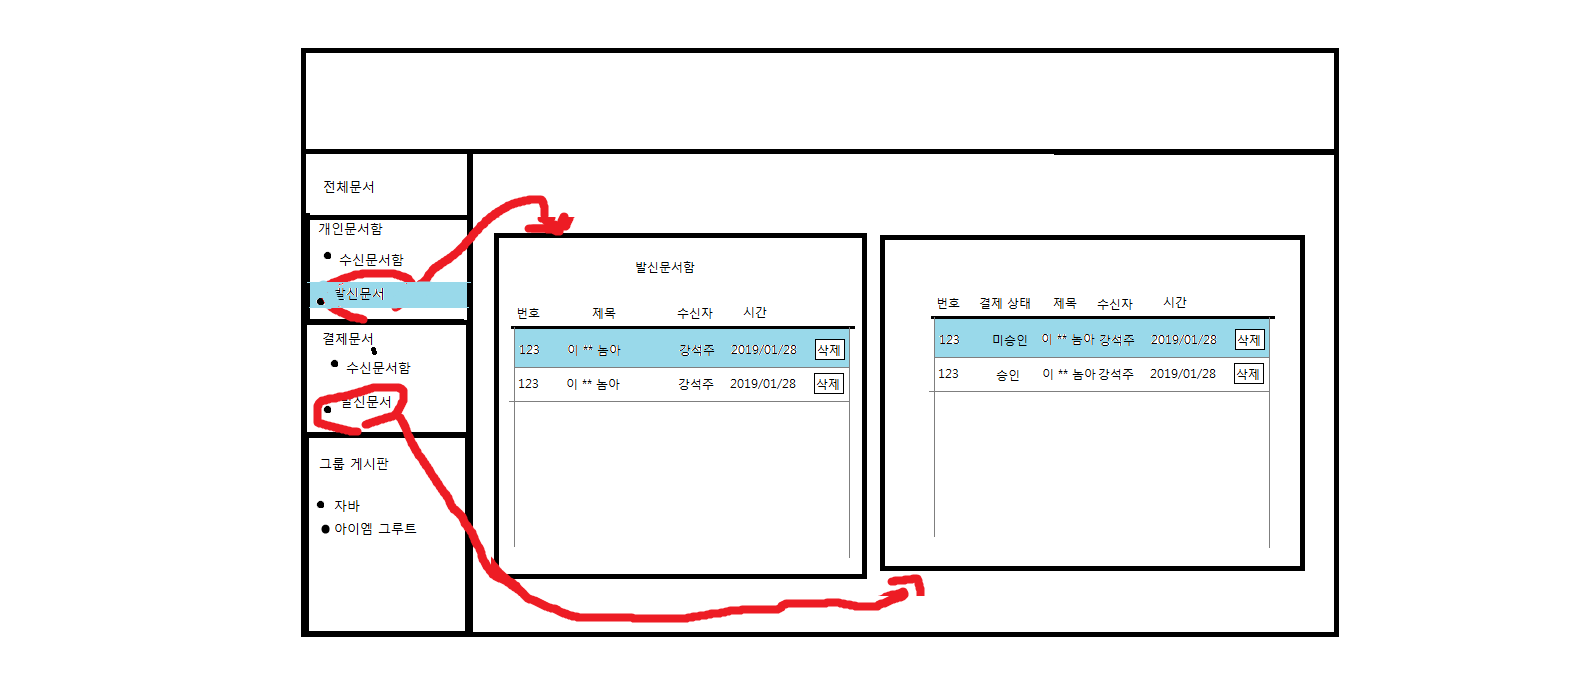 전체문서
개인문서함
수신문서함
발신문서
결제문서
수신문서함
발신문서
그룹 게시판
자바
아이엠 그루트
발신문서함
번호 제목 수신자 시간
123 이 ** 놈아 강석주 2019/01/28 삭제
123 이 ** 놈아 강석주 2019/01/28 삭제
번호 결제 상태 제목 수신자 시간
123 미승인 이 ** 놈아 강석주 2019/01/28 삭제
123 승인 이 ** 놈아 강석주 2019/01/28 삭제